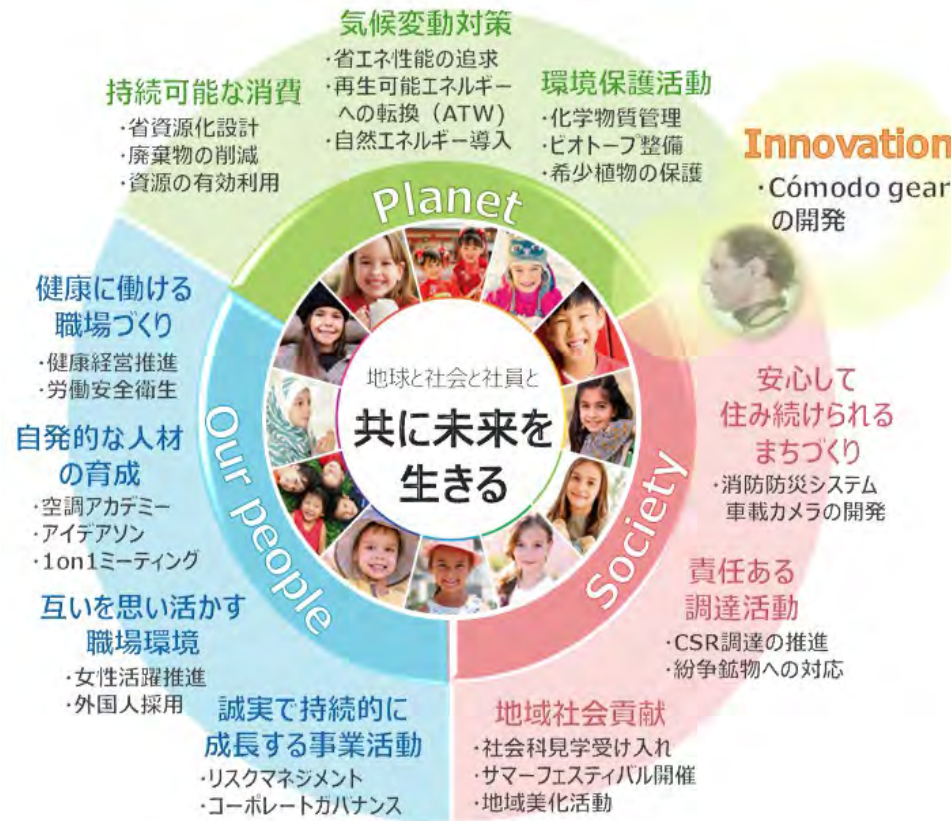 気候変動対策
・省エネ性能の追求
・再生可能エネルギー
への転換（ATW）
・自然エネルギー導入
持続可能な消費
・省資源化設計
・廃棄物の削減
・資源の有効利用
環境保護活動
・化学物質管理
・ビオトープ整備
・希少植物の保護
Innovation
・Cómodo gear
の開発
Planet
健康に働ける
職場づくり
・健康経営推進
・労働安全衛生
自発的な人材
の育成
・空調アカデミー
・アイデアソン
・1on1ミーティング
互いを思い活かす
職場環境
・女性活躍推進
・外国人採用
誠実で持続的に
成長する事業活動
・リスクマネジメント
・コーポレートガバナンス
Our people
地球と社会と社員と
共に未来を
生きる
Society
安心して
住み続けられる
まちづくり
・消防防災システム
車載カメラの開発
責任ある
調達活動
・CSR調達の推進
・紛争鉱物への対応
地域社会貢献
・社会科見学受け入れ
・サマーフェスティバル開催
・地域美化活動